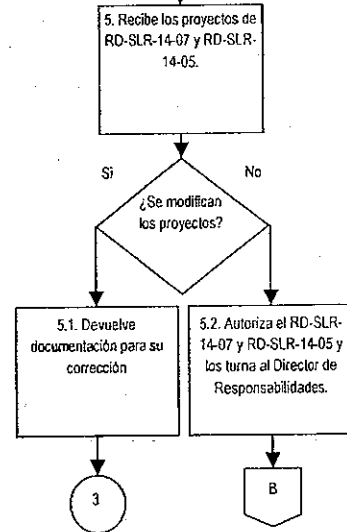 5. Recibe los proyectos de
RD-SLR-14-07 y RD-SLR-
14-05.
Si
No
¿Se modifican
los proyectos?
5.1. Devuelve
documentación para su
corrección
5.2. Autoriza el RD-SLR-
14-07 y RD-SLR-14-05 y
los turna al Director de
Responsabilidades.
3
B